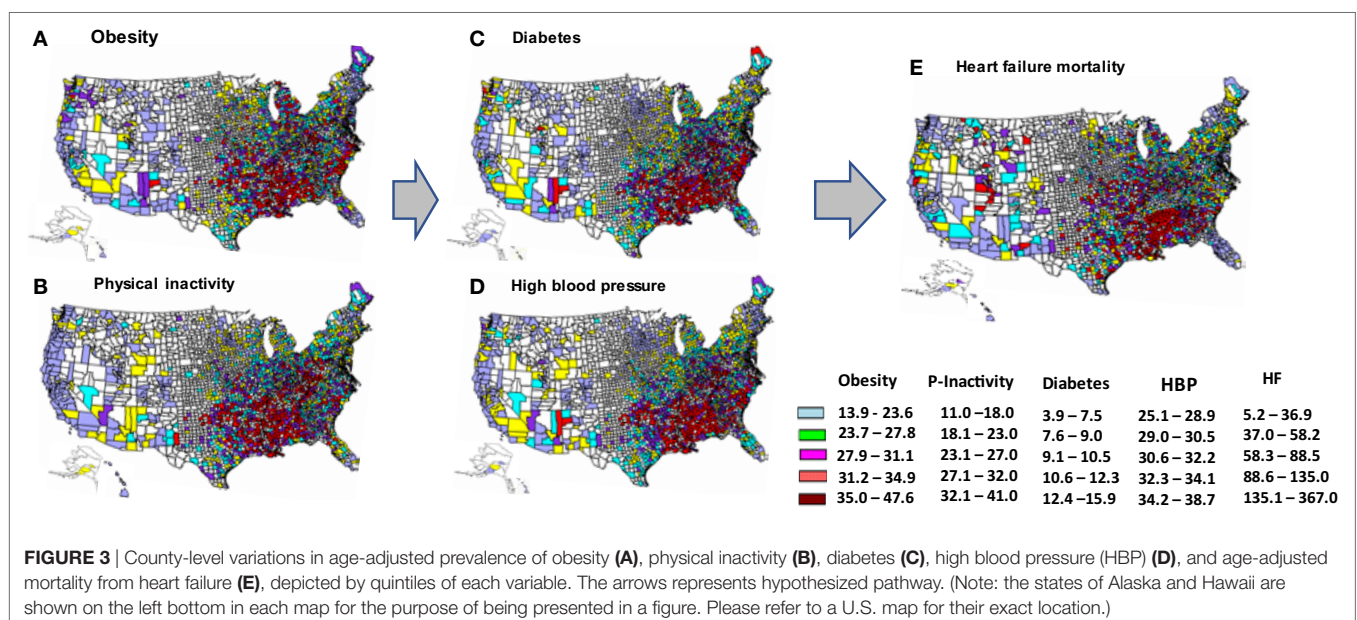 A Obesity
C Diabetes
E Heart failure mortality
B Physical inactivity
D High blood pressure
Obesity P-Inactivity Diabetes HBP HF
13.9 - 23.6 11.0 –18.0 3.9 – 7.5 25.1 – 28.9 5.2 – 36.9
23.7 – 27.8 18.1 – 23.0 7.6 – 9.0 29.0 – 30.5 37.0 – 58.2
27.9 – 31.1 23.1 – 27.0 9.1 – 10.5 30.6 – 32.2 58.3 – 88.5
31.2 – 34.9 27.1 – 32.0 10.6 – 12.3 32.3 – 34.1 88.6 – 135.0
35.0 – 47.6 32.1 – 41.0 12.4 –15.9 34.2 – 38.7 135.1 – 367.0
FIGURE 3 | County-level variations in age-adjusted prevalence of obesity (A), physical inactivity (B), diabetes (C), high blood pressure (HBP) (D), and age-adjusted
mortality from heart failure (E), depicted by quintiles of each variable. The arrows represents hypothesized pathway. (Note: the states of Alaska and Hawaii are
shown on the left bottom in each map for the purpose of being presented in a figure. Please refer to a U.S. map for their exact location.)